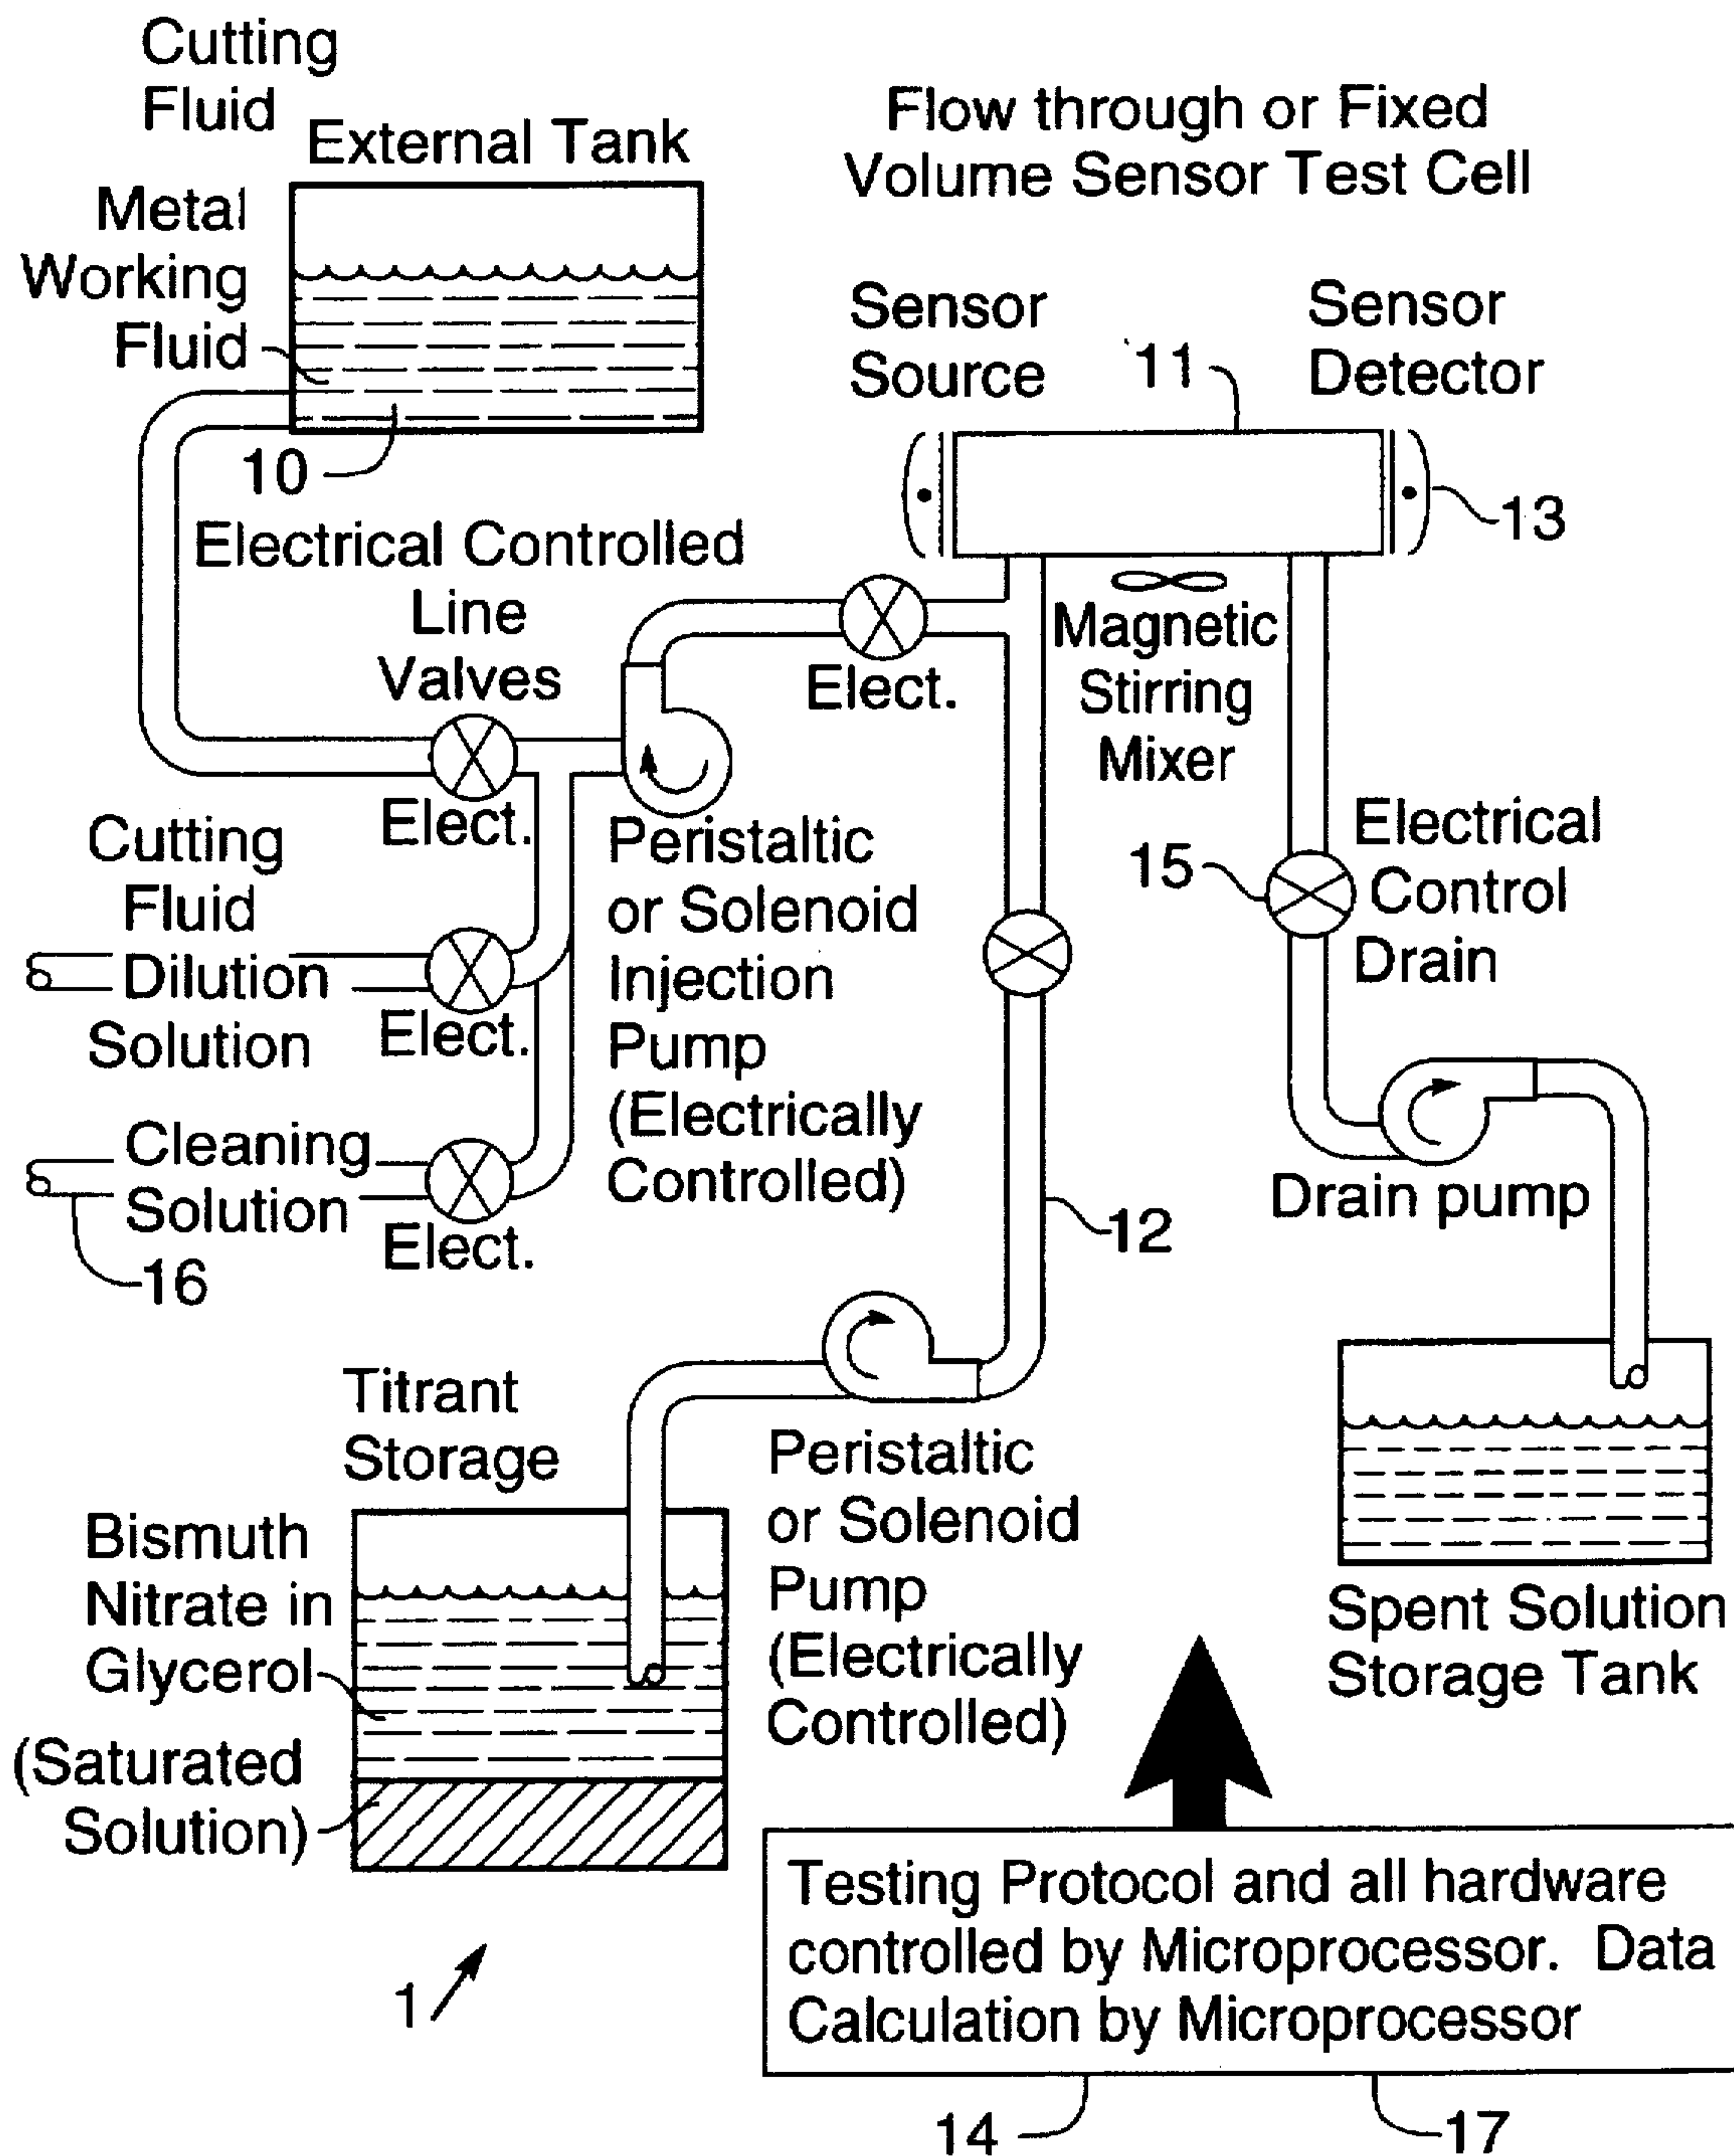 Cutting
Fluid
External Tank
Metal
Working
Fluid
10
Flow through or Fixed
Volume Sensor Test Cell
Sensor
Source
11
Sensor
Detector
13
Electrical Controlled
Line
Valves
Elect.
Elect.
Magnetic
Stirring
Mixer
Cutting
Fluid
Dilution
Solution
Elect.
Peristaltic
or Solenoid
Injection
Pump
(Electrically
Controlled)
15
Electrical
Control
Drain
Cleaning
Solution
Elect.
16
12
Drain pump
Titrant
Storage
Bismuth
Nitrate in
Glycerol
(Saturated
Solution)
Peristaltic
or Solenoid
Pump
(Electrically
Controlled)
Spent Solution
Storage Tank
1
Testing Protocol and all hardware
controlled by Microprocessor. Data
Calculation by Microprocessor
14
17